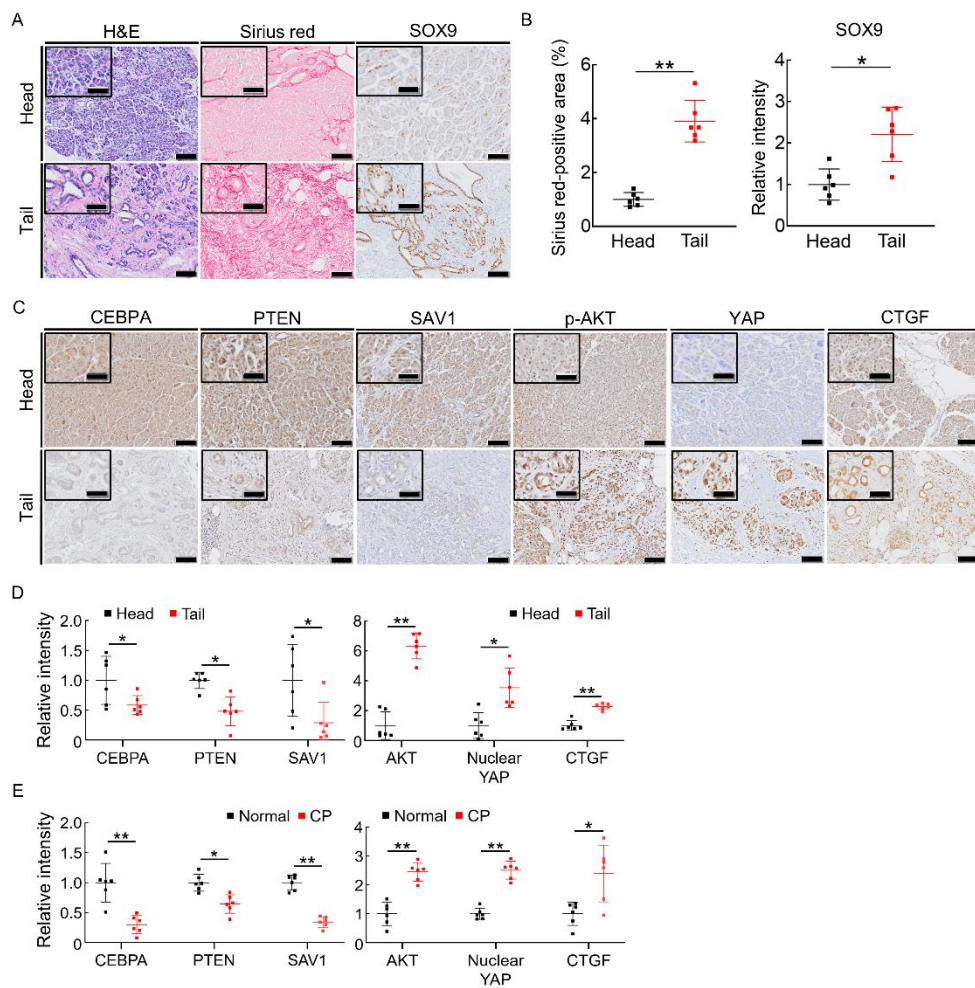 A
H&E Sirius red SOX9
Head
Tail
B
SOX9
Sirius red-positive area (%)
8
6
4
2
0
**
Head Tail
Relative intensity
4
3
2
1
0
*
Head Tail
C
CEBPA PTEN SAV1 p-AKT YAP CTGF
Head
Tail
D
Head Tail
Relative intensity
2.0
1.5
1.0
0.5
0
* * *
CEBPA PTEN SAV1
Head Tail
8
6
4
2
0
** * **
AKT Nuclear YAP CTGF
E
Normal CP
Relative intensity
2.0
1.5
1.0
0.5
0
** * **
CEBPA PTEN SAV1
Normal CP
4
3
2
1
0
** ** *
AKT Nuclear YAP CTGF